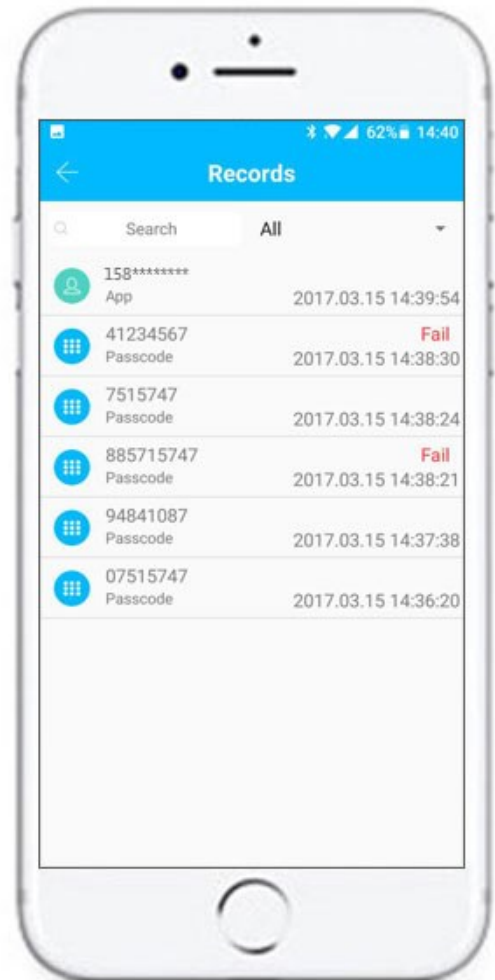 62% 14:40
Records
Search All
158********
App 2017.03.15 14:39:54
41234567 Fail
Passcode 2017.03.15 14:38:30
7515747
Passcode 2017.03.15 14:38:24
885715747 Fail
Passcode 2017.03.15 14:38:21
94841087
Passcode 2017.03.15 14:37:38
07515747
Passcode 2017.03.15 14:36:20